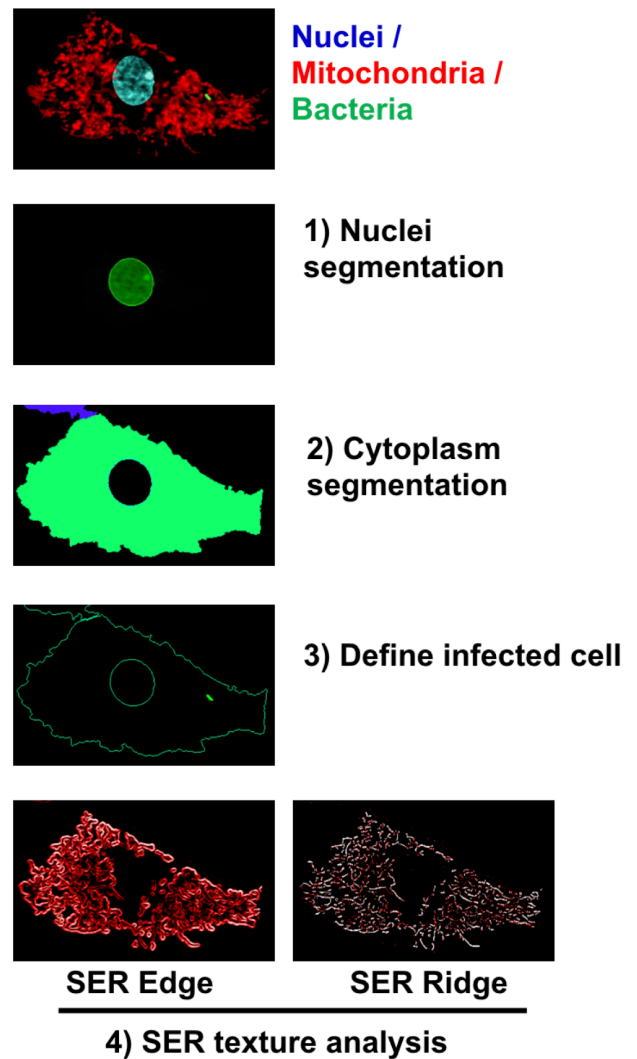 Nuclei /
Mitochondria /
Bacteria
1) Nuclei
segmentation
2) Cytoplasm
segmentation
3) Define infected cell
SER Edge
SER Ridge
4) SER texture analysis